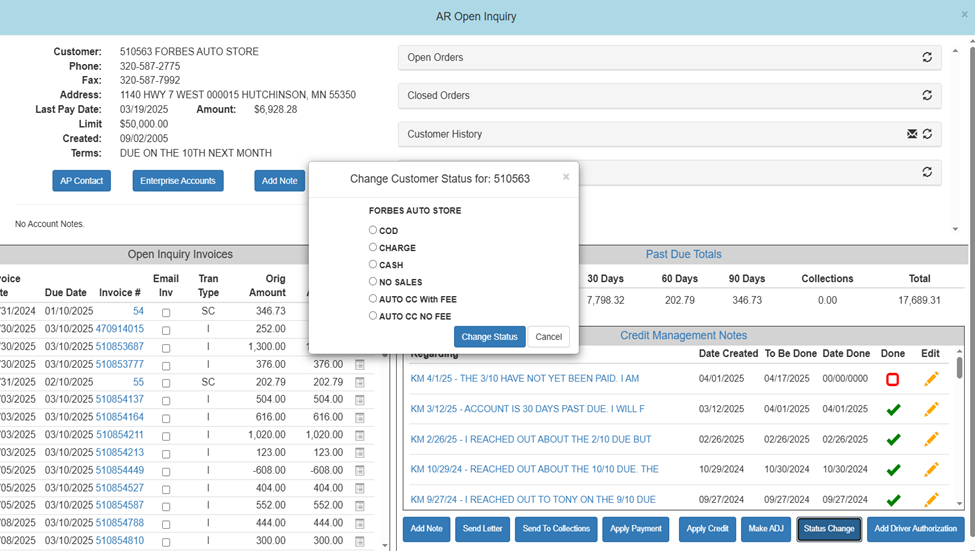 AR Open Inquiry ×
Customer: 510563 FORBES AUTO STORE
Phone: 320-587-2775
Fax: 320-587-7992
Address: 1140 HWY 7 WEST 000015 HUTCHINSON, MN 55350
Last Pay Date: 03/19/2025 Amount: $6,928.28
Limit $50,000.00
Created: 09/02/2005
Terms: DUE ON THE 10TH NEXT MONTH
AP Contact Enterprise Accounts Add Note
No Account Notes.
Open Orders
Closed Orders
Customer History
Change Customer Status for: 510563 ×
FORBES AUTO STORE
COD
CHARGE
CASH
NO SALES
AUTO CC With FEE
AUTO CC NO FEE
Change Status Cancel
Open Inquiry Invoices
Email Tran Orig
Due Date Invoice # Inv Type Amount
/31/2024 01/10/2025 54 SC 346.73
/30/2025 03/10/2025 470914015 I 252.00
/30/2025 03/10/2025 510853687 I 1,300.00
/30/2025 03/10/2025 510853777 I 376.00 376.00
/31/2025 02/10/2025 55 SC 202.79 202.79
/03/2025 03/10/2025 510854137 I 504.00 504.00
/03/2025 03/10/2025 510854164 I 616.00 616.00
/03/2025 03/10/2025 510854211 I 1,020.00 1,020.00
/03/2025 03/10/2025 510854213 I 123.00 123.00
/05/2025 03/10/2025 510854449 I -608.00 -608.00
/05/2025 03/10/2025 510854527 I 404.00 404.00
/05/2025 03/10/2025 510854587 I 552.00 552.00
/08/2025 03/10/2025 510854788 I 444.00 444.00
/08/2025 03/10/2025 510854810 I 300.00 300.00
Past Due Totals
30 Days 60 Days 90 Days Collections Total
7,798.32 202.79 346.73 0.00 17,689.31
Credit Management Notes
Regarding Date Created To Be Done Date Done Done Edit
KM 4/1/25 - THE 3/10 HAVE NOT YET BEEN PAID. I AM 04/01/2025 04/17/2025 00/00/0000
KM 3/12/25 - ACCOUNT IS 30 DAYS PAST DUE. I WILL F 03/12/2025 04/01/2025 04/01/2025
KM 2/26/25 - I REACHED OUT ABOUT THE 2/10 DUE BUT 02/26/2025 02/26/2025 02/26/2025
KM 10/29/24 - REACHED OUT ABOUT THE 10/10 DUE. THE 10/29/2024 10/30/2024 10/30/2024
KM 9/27/24 - I REACHED OUT TO TONY ON THE 9/10 DUE 09/27/2024 09/27/2024 09/27/2024
Add Note Send Letter Send To Collections Apply Payment Apply Credit Make ADJ Status Change Add Driver Authorization